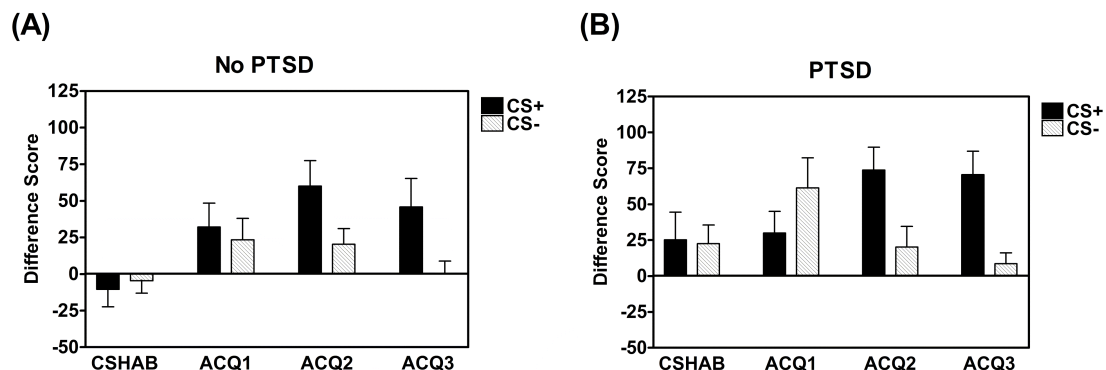 (A)
No PTSD
125
100
75
50
25
0
-25
-50
Difference Score
CSHAB ACQ1 ACQ2 ACQ3
CS+
CS-
(B)
PTSD
125
100
75
50
25
0
-25
-50
Difference Score
CSHAB ACQ1 ACQ2 ACQ3
CS+
CS-